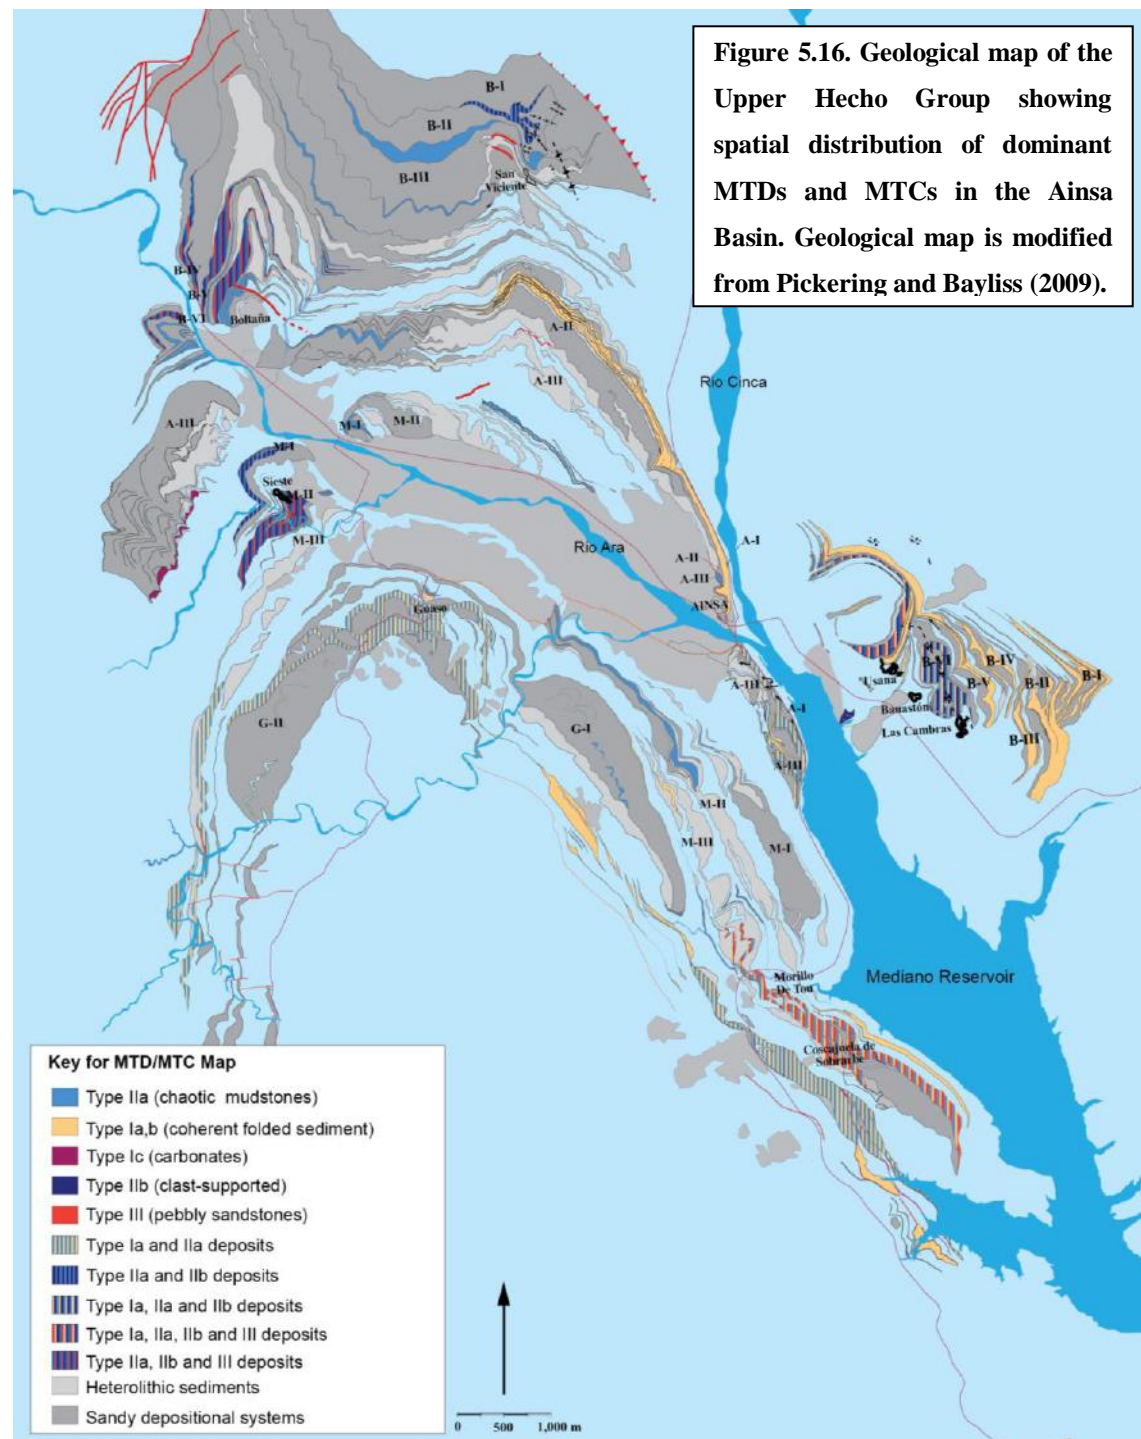 Figure 5.16. Geological map of the
Upper Hecho Group showing
spatial distribution of dominant
MTDs and MTCs in the Ainsa
Basin. Geological map is modified
from Pickering and Bayliss (2009).
B-I
B-II
B-III
San
Viciente
B-IV
B-V
B-VI
Boltaña
A-II
A-III
Rio Cinca
A-III
M-I
M-II
M-I
Sieste
M-II
M-III
Rio Ara
A-I
A-II
A-III
AINSA
Guaso
A-III
A-I
A-III
Usana
B-VI
B-IV
B-V
B-II
B-I
Banastón
Las Cambras
B-III
G-II
G-I
M-II
M-III
M-I
Morillo
De Tou
Mediano Reservoir
Coscajuela de
Sobrarbe
Key for MTD/MTC Map
Type IIa (chaotic mudstones)
Type Ia,b (coherent folded sediment)
Type Ic (carbonates)
Type IIb (clast-supported)
Type III (pebbly sandstones)
Type Ia and IIa deposits
Type IIa and IIb deposits
Type Ia, IIa and IIb deposits
Type Ia, IIa, IIb and III deposits
Type IIa, IIb and III deposits
Heterolithic sediments
Sandy depositional systems
0 500 1,000 m